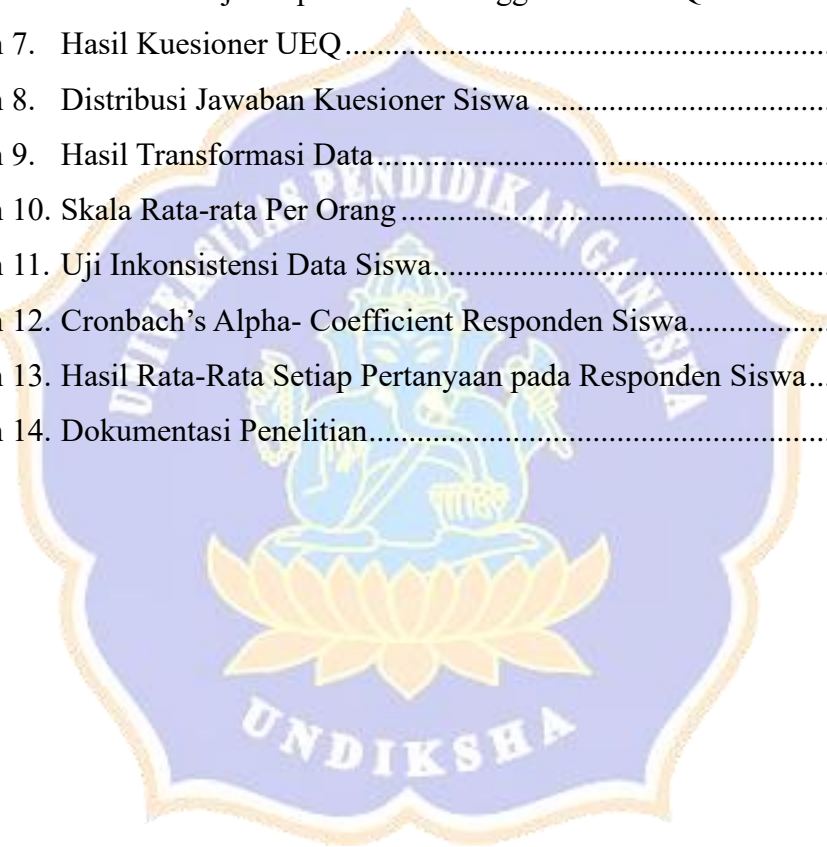 n 7. Hasil Kuesioner UEQ............................................................
n 8. Distribusi Jawaban Kuesioner Siswa ....................................
n 9. Hasil Transformasi Data.........................................................
n 10. Skala Rata-rata Per Orang.....................................................
n 11. Uji Inkonsistensi Data Siswa.................................................
n 12. Cronbach’s Alpha- Coefficient Responden Siswa.................
n 13. Hasil Rata-Rata Setiap Pertanyaan pada Responden Siswa...
n 14. Dokumentasi Penelitian.........................................................
UNIVERSITAS PENDIDIKAN GANESHA
UNDIKSHA